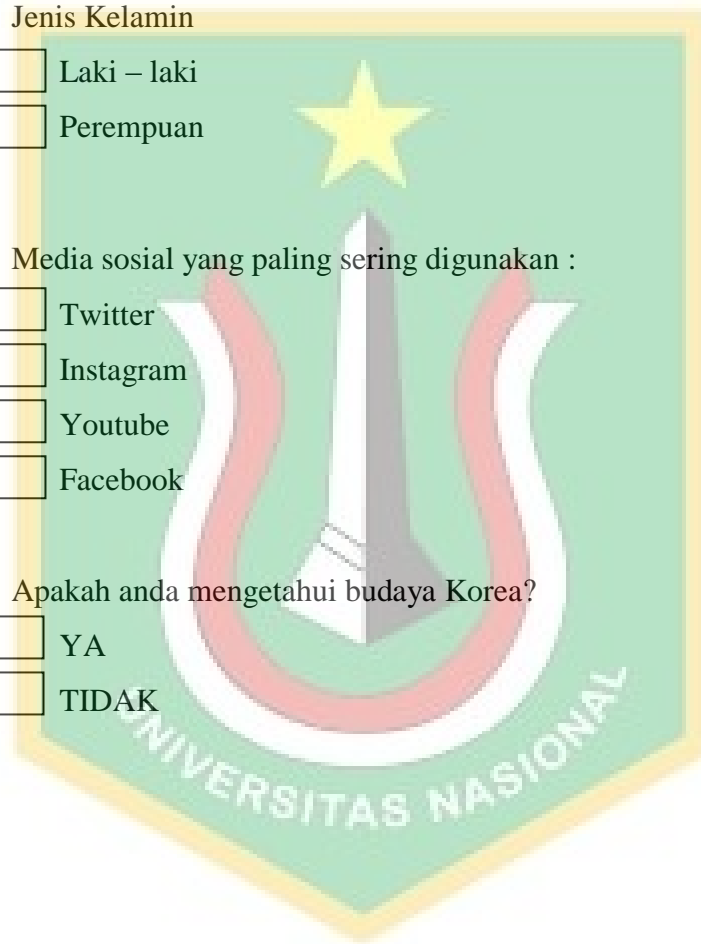 Jenis Kelamin
Laki – laki
Perempuan
Media sosial yang paling sering digunakan :
Twitter
Instagram
Youtube
Facebook
Apakah anda mengetahui budaya Korea?
YA
TIDAK
UNIVERSITAS NASIONAL